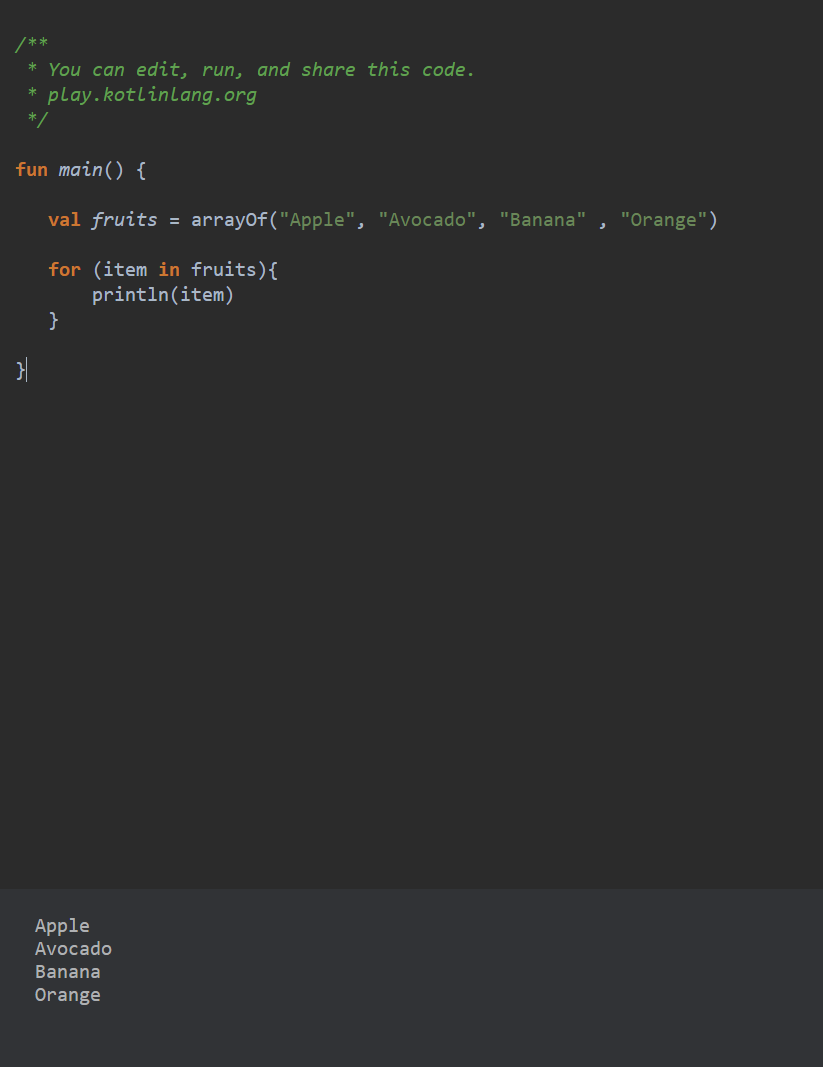 /**
 * You can edit, run, and share this code.
 * play.kotlinlang.org
 */
fun main() {
   val fruits = arrayOf("Apple", "Avocado", "Banana" , "Orange")
   for (item in fruits){
       println(item)
   }
}
Apple
Avocado
Banana
Orange